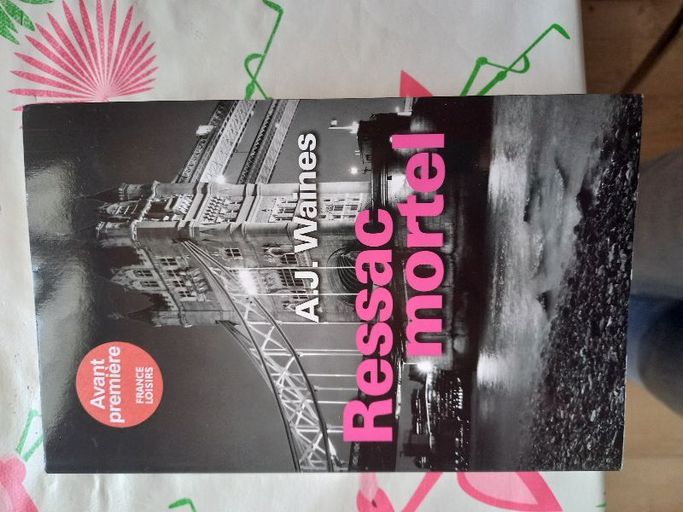 Avant
première
FRANCE
LOISIRS
A.J. Waines
Ressac
mortel